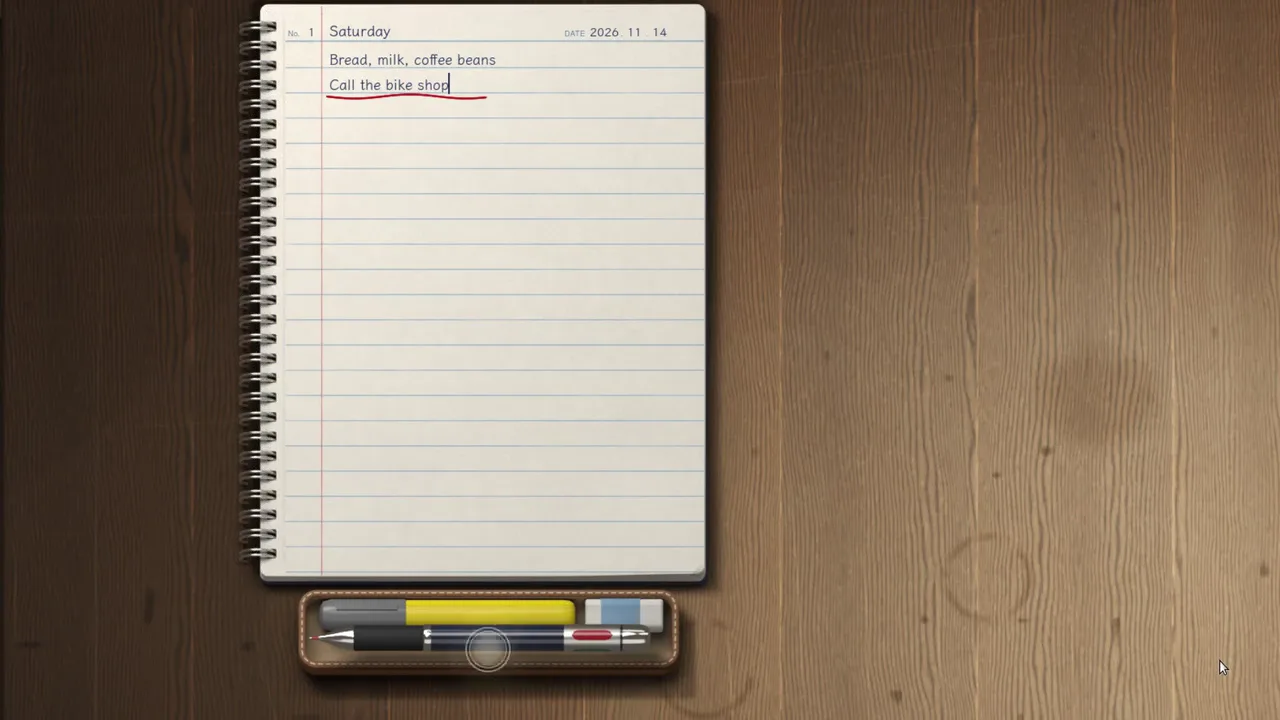 No. 1 Saturday DATE 2026 11 14
Bread, milk, coffee beans
Call the bike shop